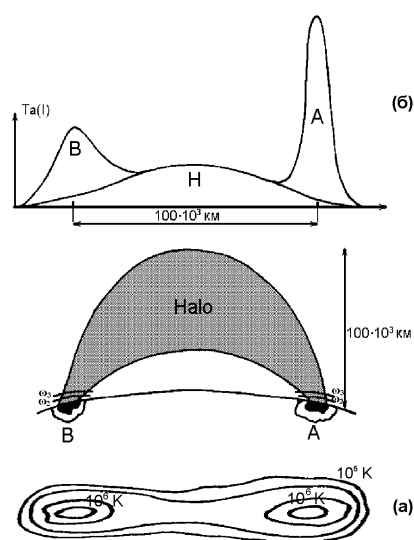 (б)
Ta(I)
A
B
H
100·10³ км
Halo
100·10³ км
ω₃
ω₂
ω₃
ω₂
B
A
10⁶ K
10⁶ K
10⁶ K
(a)